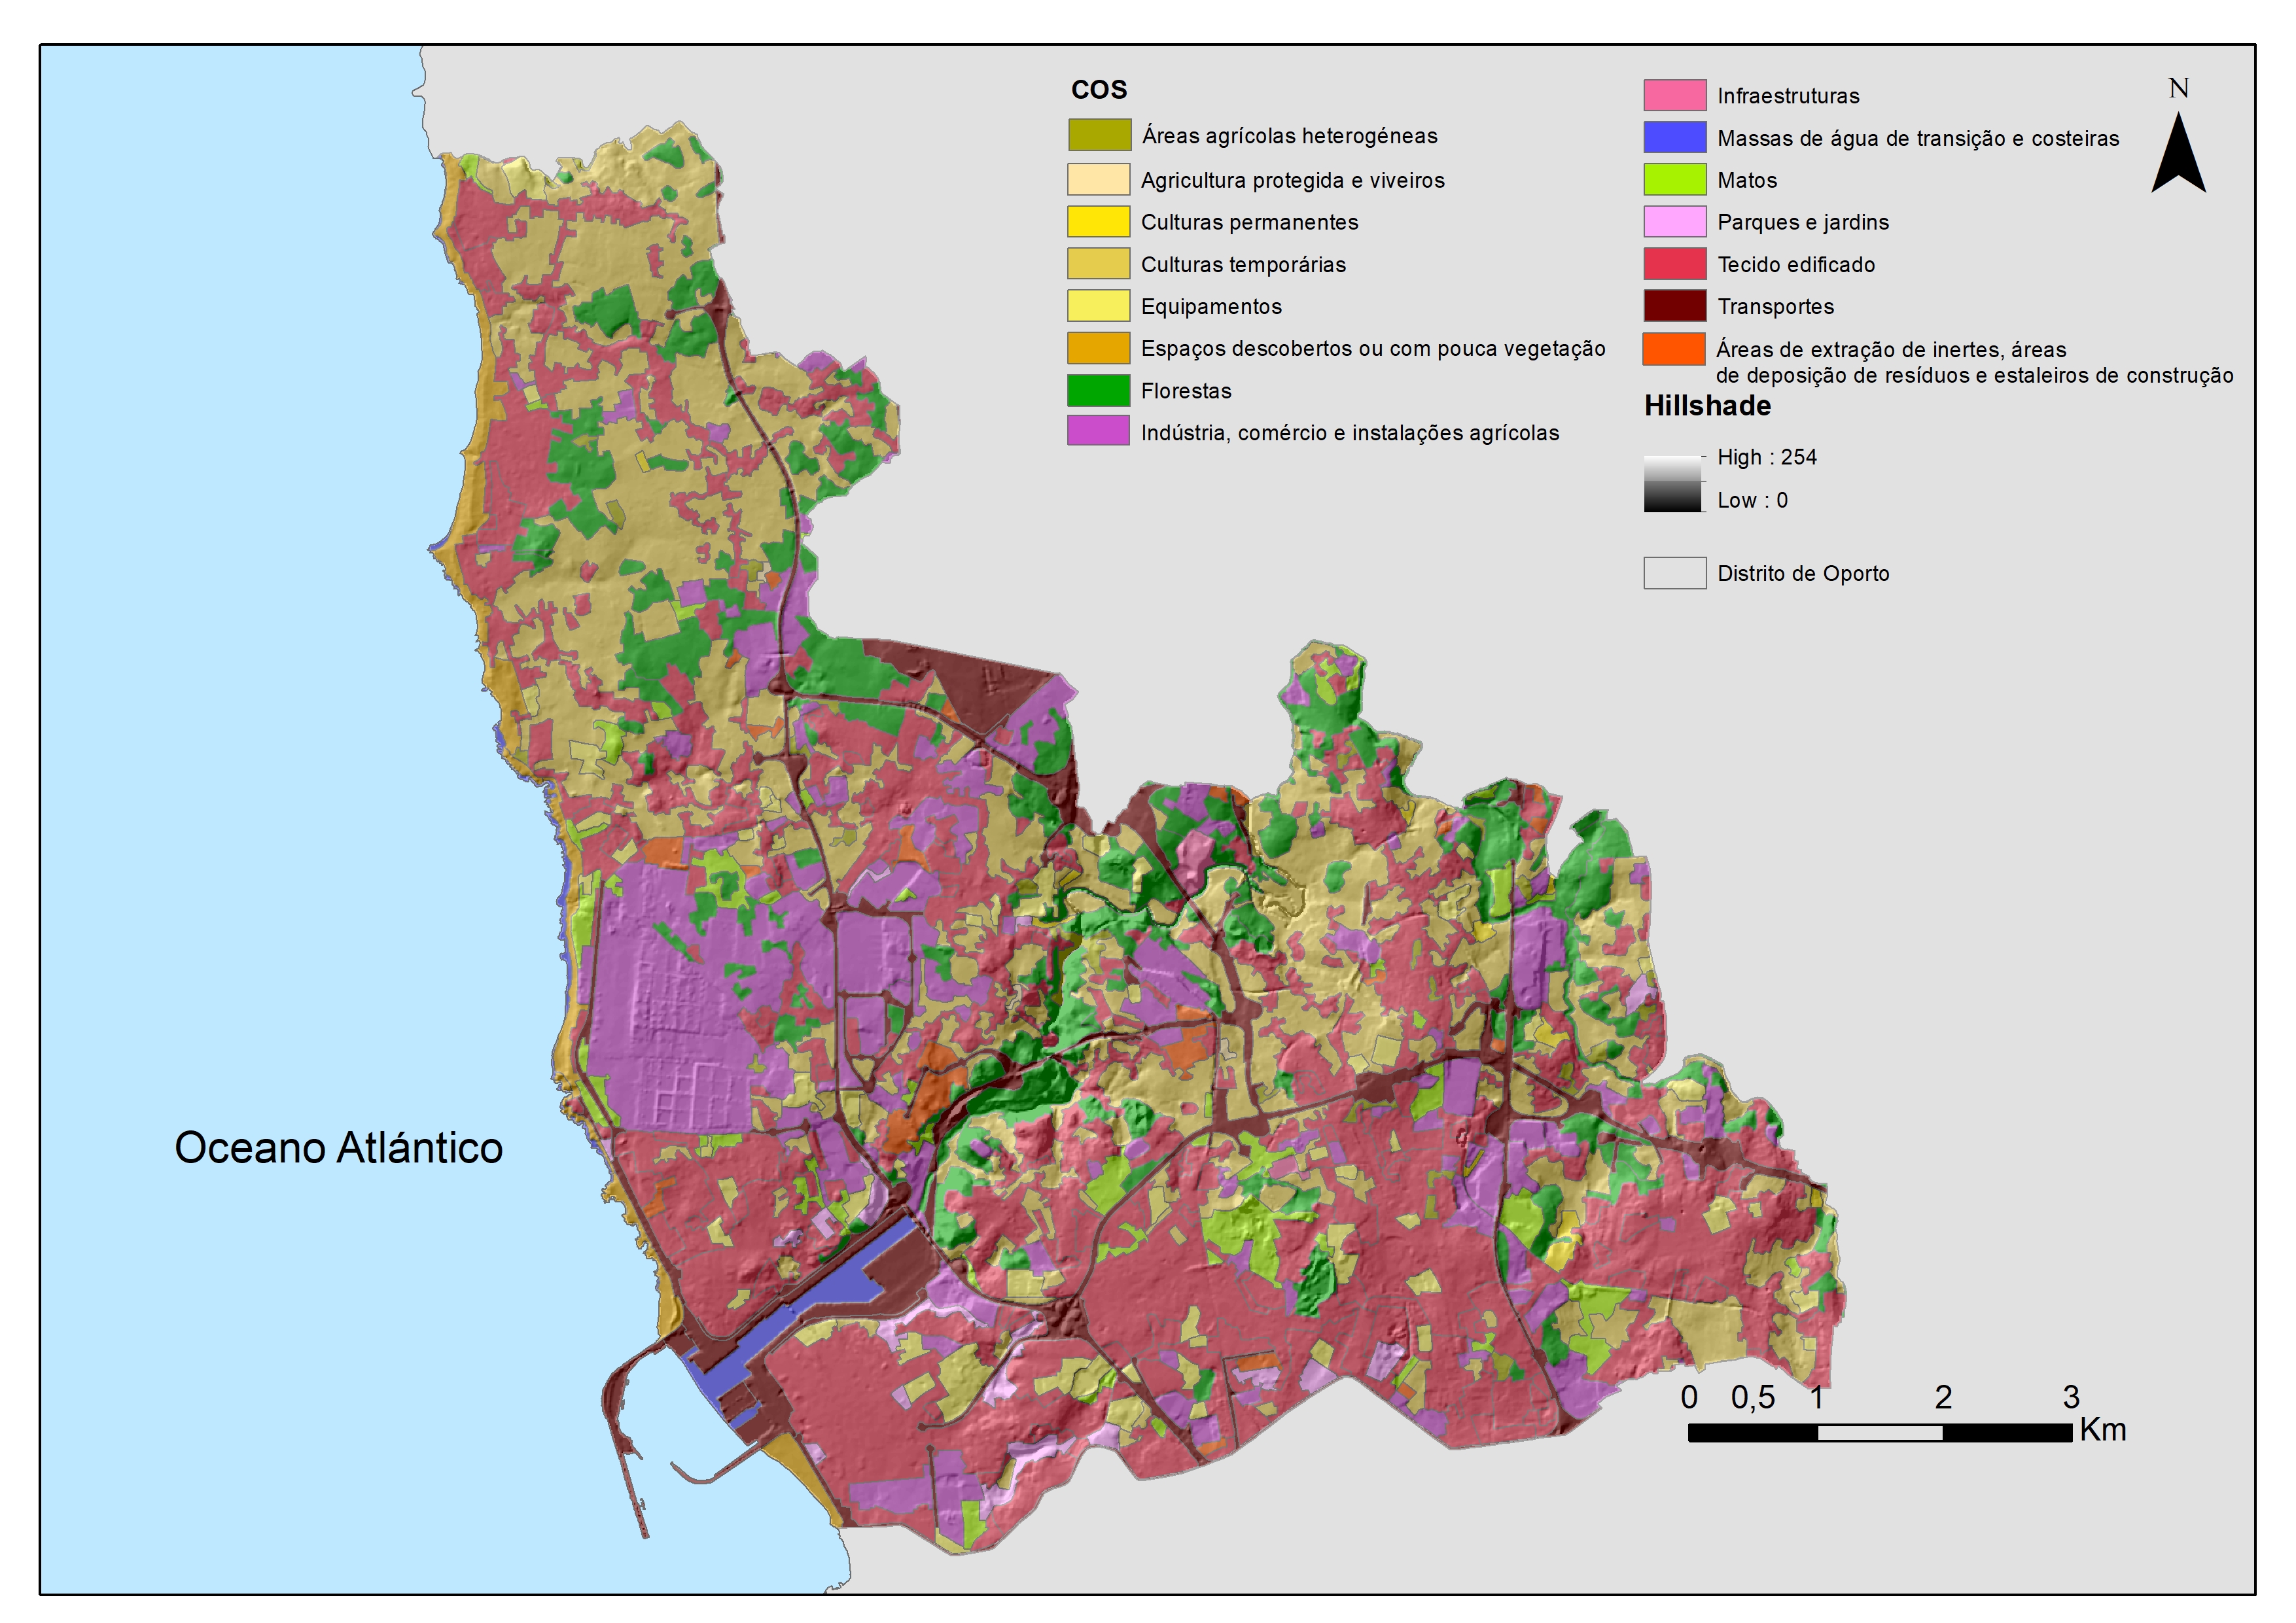 COS
Áreas agrícolas heterogéneas
Agricultura protegida e viveiros
Culturas permanentes
Culturas temporárias
Equipamentos
Espaços descobertos ou com pouca vegetação
Florestas
Indústria, comércio e instalações agrícolas
Infraestruturas
Massas de água de transição e costeiras
Matos
Parques e jardins
Tecido edificado
Transportes
Áreas de extração de inertes, áreas
de deposição de resíduos e estaleiros de construção
Hillshade
High : 254
Low : 0
Distrito de Oporto
N
Oceano Atlántico
0 0,5 1 2 3
Km